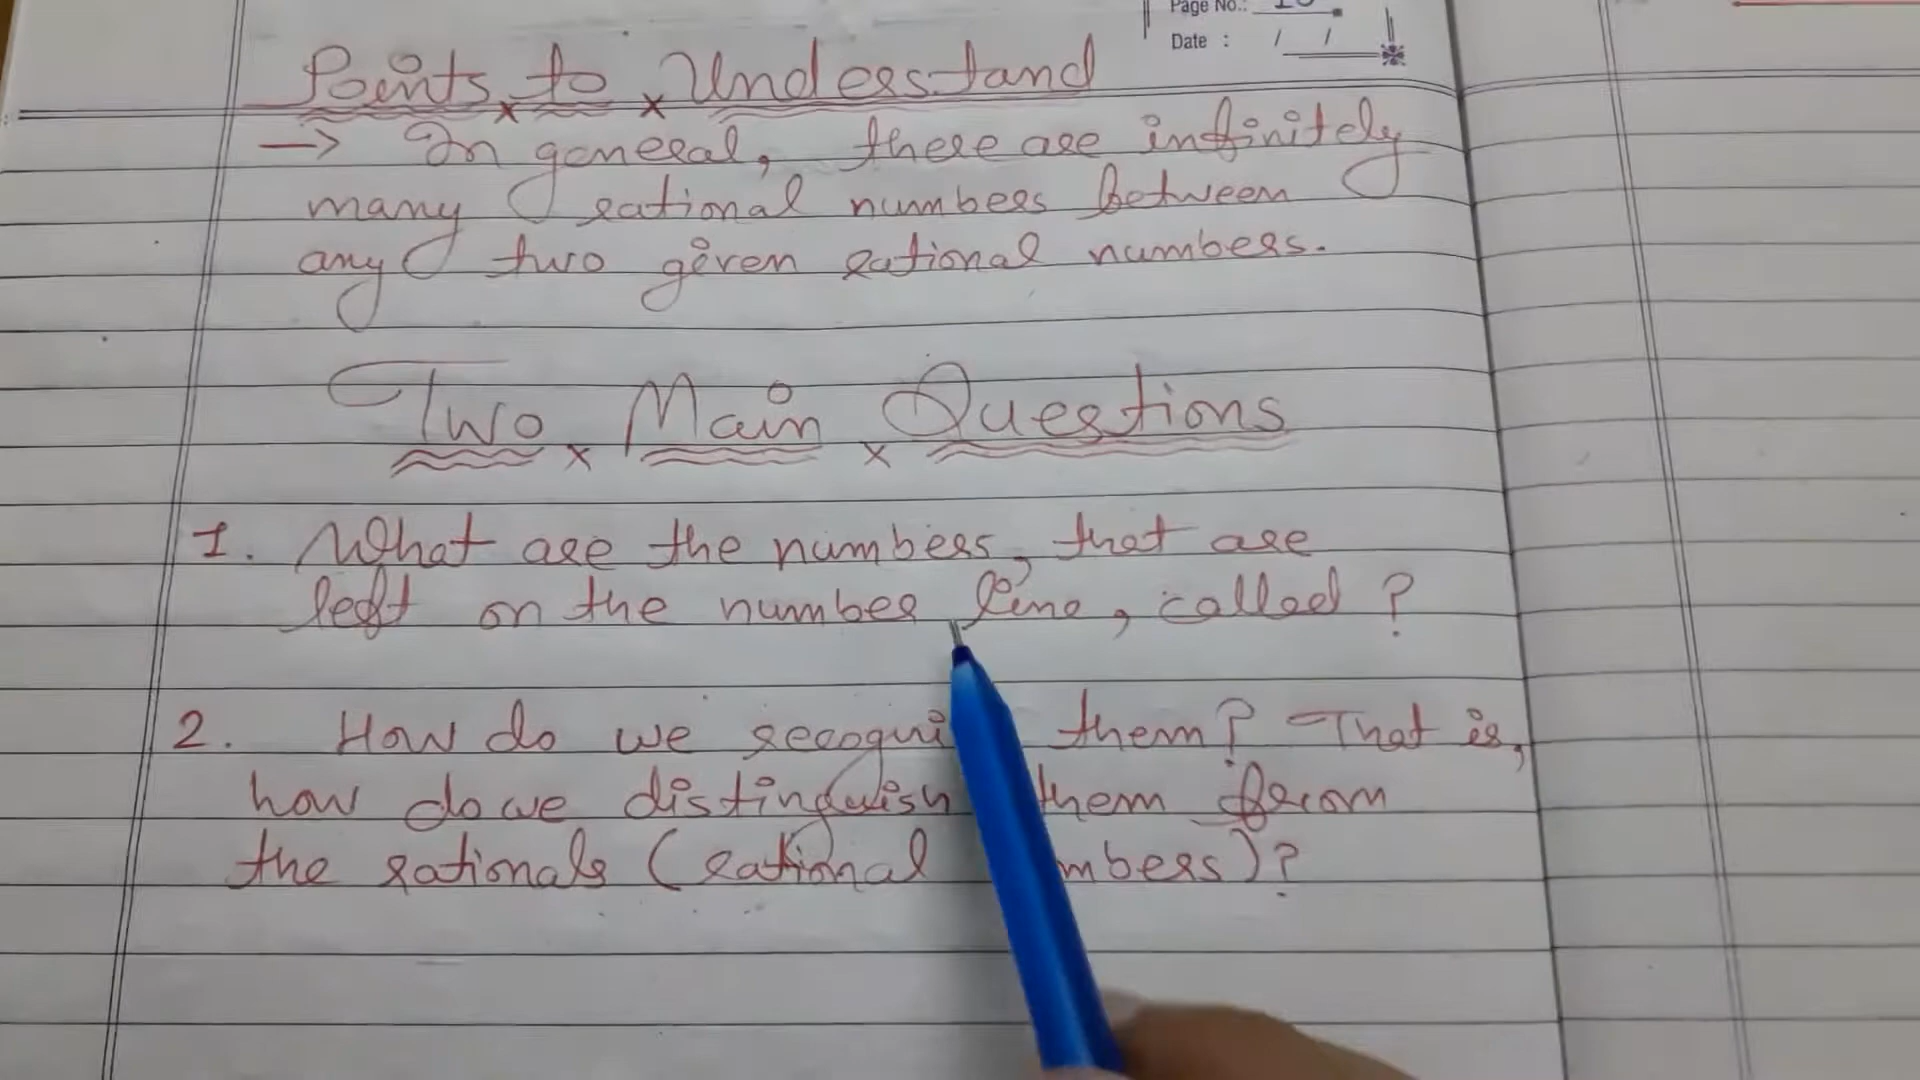 Page No.:
Date : / /
Points to Understand
→ In general, there are infinitely
many rational numbers between
any two given rational numbers.
Two Main Questions
1. What are the numbers, that are
left on the number line, called ?
2. How do we them? That is,
how do we distinguish them from
the rationals (rational